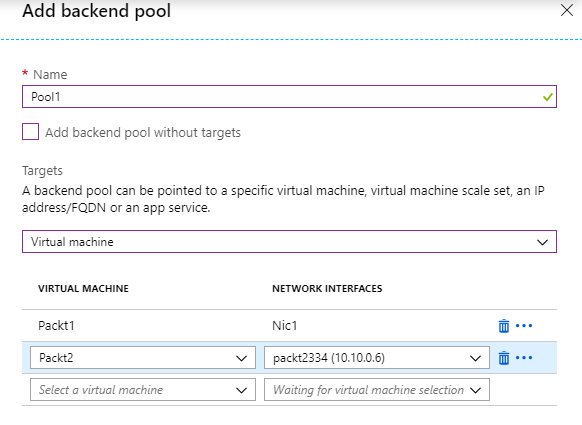 Add backend pool
* Name
Pool1
Add backend pool without targets
Targets
A backend pool can be pointed to a specific virtual machine, virtual machine scale set, an IP
address/FQDN or an app service.
Virtual machine
VIRTUAL MACHINE NETWORK INTERFACES
Packt1 Nic1
Packt2 packt2334 (10.10.0.6)
Select a virtual machine Waiting for virtual machine selection